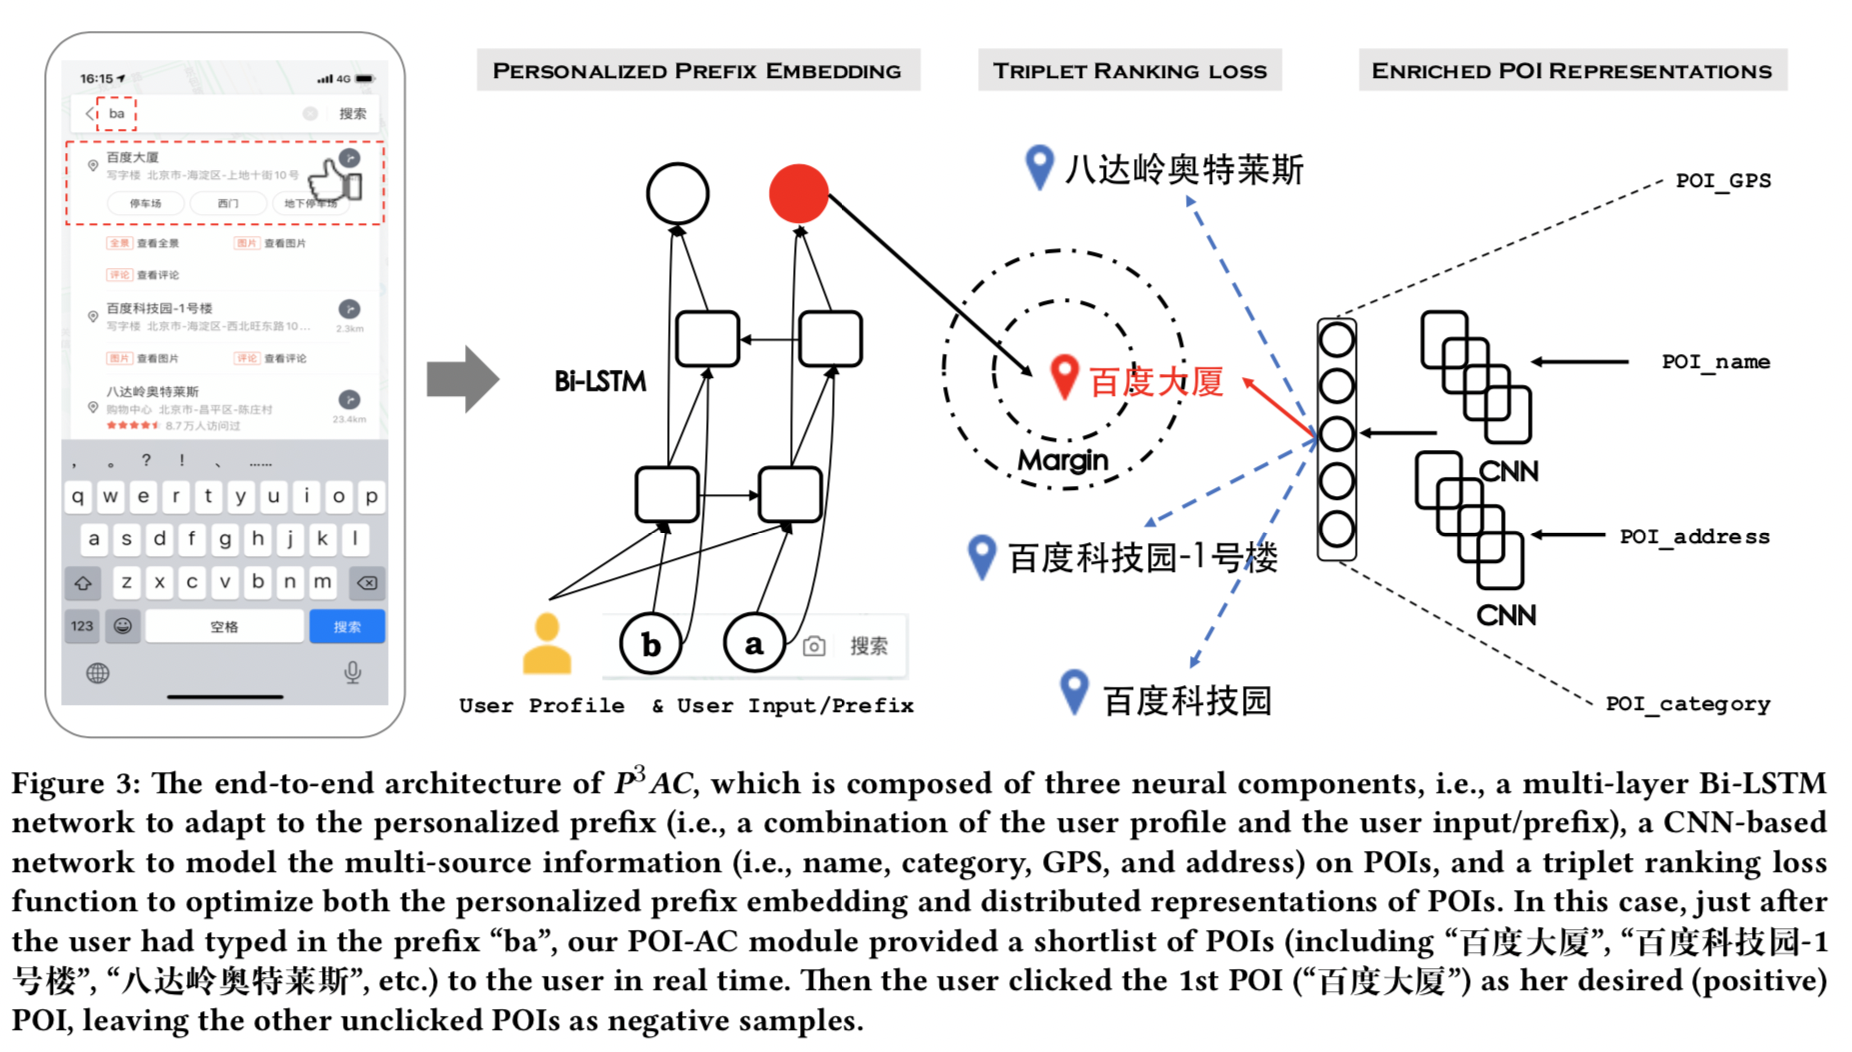 16:15
4G
ba
搜索
百度大厦
写字楼 北京市-海淀区-上地十街10号
停车场
西门
地下停车场
全景 查看全景
图片 查看图片
评论 查看评论
百度科技园-1号楼
写字楼 北京市-海淀区-西北旺东路10...
2.3km
图片 查看图片
评论 查看评论
八达岭奥特莱斯
购物中心 北京市-昌平区-陈庄村
8.7万人访问过
23.4km
, 。 ? ! 、 ......
q w e r t y u i o p
a s d f g h j k l
z x c v b n m
123
空格
搜索
PERSONALIZED PREFIX EMBEDDING
Bi-LSTM
b
a
搜索
User Profile & User Input/Prefix
TRIPLET RANKING LOSS
八达岭奥特莱斯
百度大厦
Margin
百度科技园-1号楼
百度科技园
ENRICHED POI REPRESENTATIONS
POI_GPS
POI_name
CNN
POI_address
CNN
POI_category
Figure 3: The end-to-end architecture of P³AC, which is composed of three neural components, i.e., a multi-layer Bi-LSTM
network to adapt to the personalized prefix (i.e., a combination of the user profile and the user input/prefix), a CNN-based
network to model the multi-source information (i.e., name, category, GPS, and address) on POIs, and a triplet ranking loss
function to optimize both the personalized prefix embedding and distributed representations of POIs. In this case, just after
the user had typed in the prefix “ba”, our POI-AC module provided a shortlist of POIs (including “百度大厦”, “百度科技园-1
号楼”, “八达岭奥特莱斯”, etc.) to the user in real time. Then the user clicked the 1st POI (“百度大厦”) as her desired (positive)
POI, leaving the other unclicked POIs as negative samples.